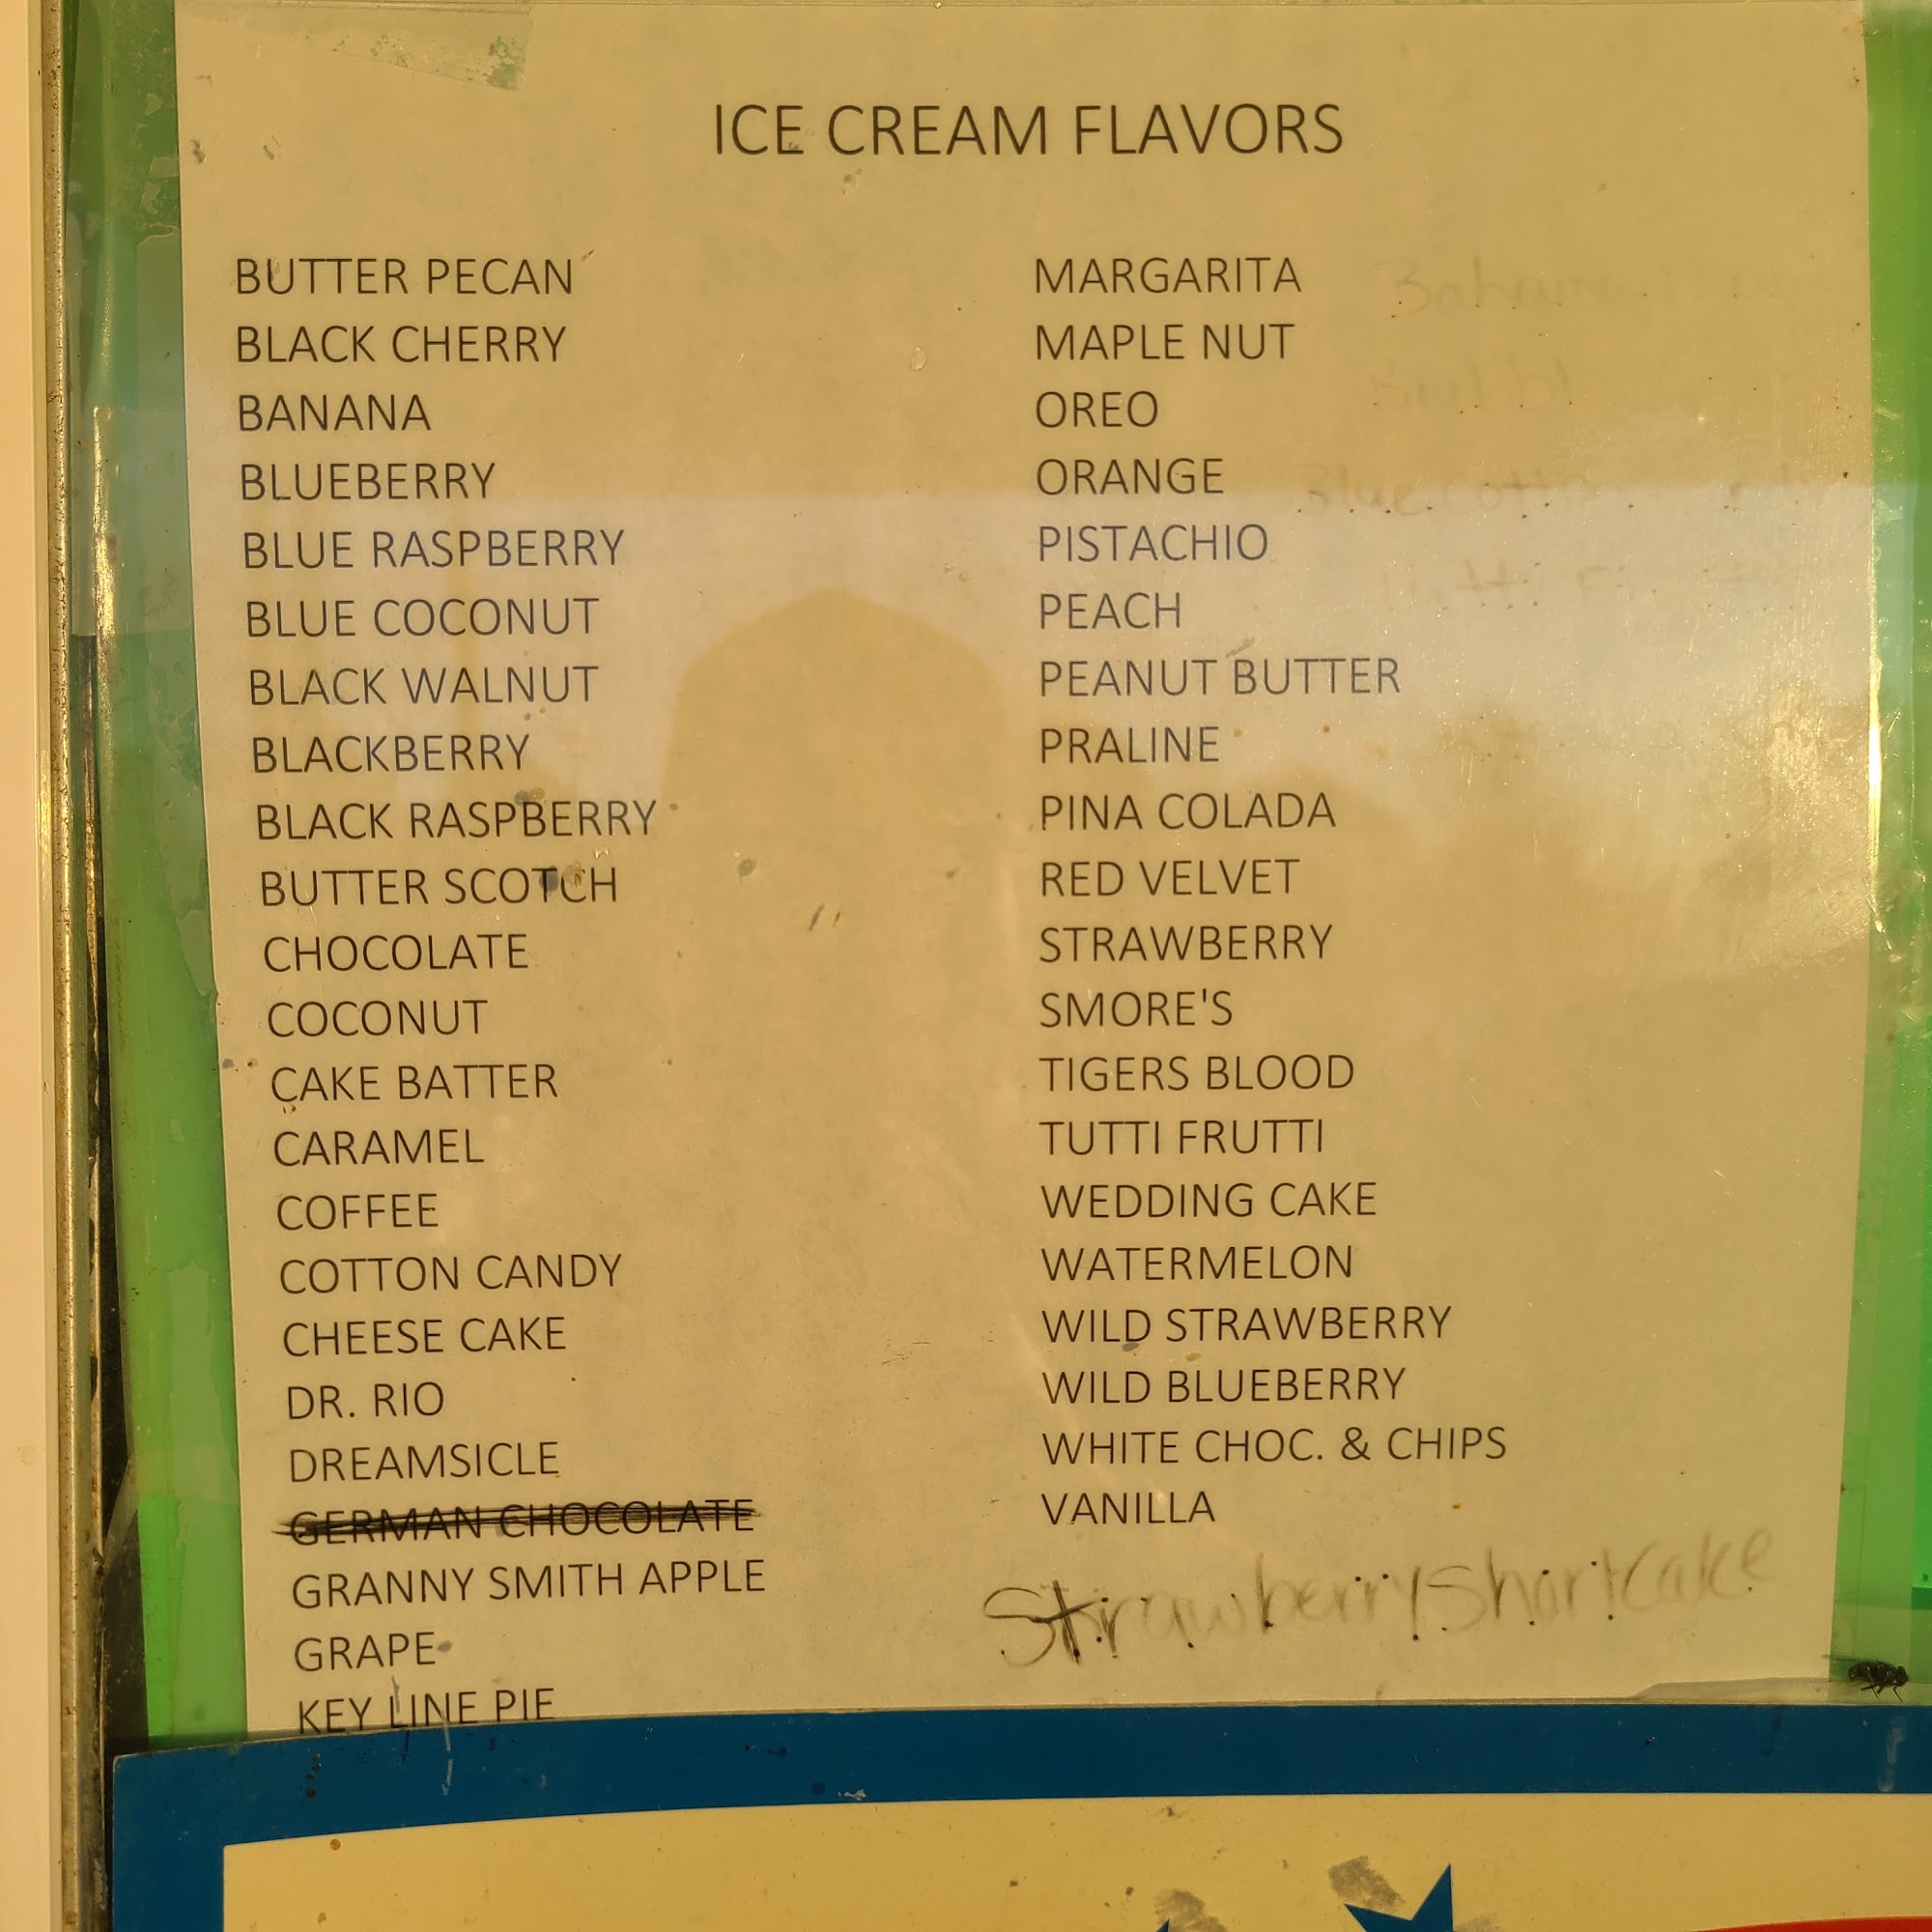 ICE CREAM FLAVORS
BUTTER PECAN
BLACK CHERRY
BANANA
BLUEBERRY
BLUE RASPBERRY
BLUE COCONUT
BLACK WALNUT
BLACKBERRY
BLACK RASPBERRY
BUTTER SCOTCH
CHOCOLATE
COCONUT
CAKE BATTER
CARAMEL
COFFEE
COTTON CANDY
CHEESE CAKE
DR. RIO
DREAMSICLE
GERMAN CHOCOLATE
GRANNY SMITH APPLE
GRAPE
KEY LINE PIE
MARGARITA
MAPLE NUT
OREO
ORANGE
PISTACHIO
PEACH
PEANUT BUTTER
PRALINE
PINA COLADA
RED VELVET
STRAWBERRY
SMORE'S
TIGERS BLOOD
TUTTI FRUTTI
WEDDING CAKE
WATERMELON
WILD STRAWBERRY
WILD BLUEBERRY
WHITE CHOC. & CHIPS
VANILLA
Strawberry Shortcake
Blue